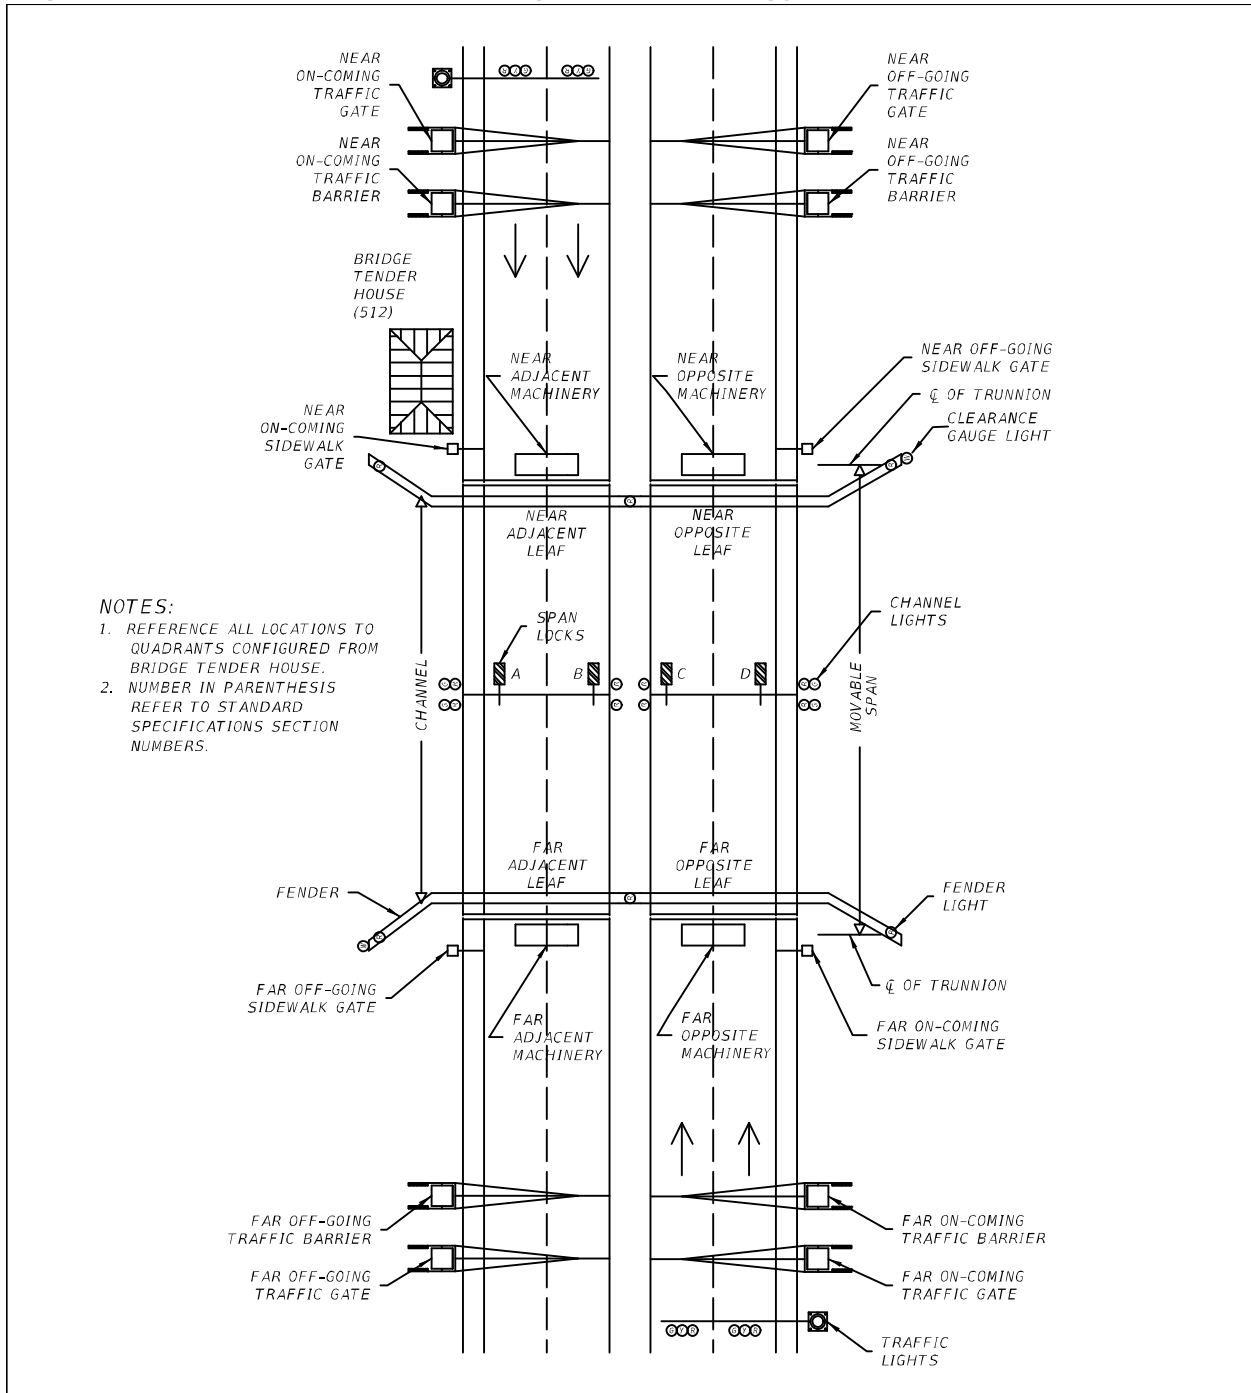 NEAR
ON-COMING
TRAFFIC
GATE
NEAR
OFF-GOING
TRAFFIC
GATE
NEAR
ON-COMING
TRAFFIC
BARRIER
NEAR
OFF-GOING
TRAFFIC
BARRIER
BRIDGE
TENDER
HOUSE
(512)
NEAR
ADJACENT
MACHINERY
NEAR
OPPOSITE
MACHINERY
NEAR OFF-GOING
SIDEWALK GATE
℄ OF TRUNNION
CLEARANCE
GAUGE LIGHT
NEAR
ON-COMING
SIDEWALK
GATE
NEAR
ADJACENT
LEAF
NEAR
OPPOSITE
LEAF
NOTES:
1. REFERENCE ALL LOCATIONS TO
QUADRANTS CONFIGURED FROM
BRIDGE TENDER HOUSE.
2. NUMBER IN PARENTHESIS
REFER TO STANDARD
SPECIFICATIONS SECTION
NUMBERS.
SPAN
LOCKS
CHANNEL
LIGHTS
A
B
C
D
CHANNEL
MOVABLE
SPAN
FAR
ADJACENT
LEAF
FAR
OPPOSITE
LEAF
FENDER
FENDER
LIGHT
FAR OFF-GOING
SIDEWALK GATE
FAR
ADJACENT
MACHINERY
FAR
OPPOSITE
MACHINERY
℄ OF TRUNNION
FAR ON-COMING
SIDEWALK GATE
FAR OFF-GOING
TRAFFIC BARRIER
FAR ON-COMING
TRAFFIC BARRIER
FAR OFF-GOING
TRAFFIC GATE
FAR ON-COMING
TRAFFIC GATE
G Y R G Y R
TRAFFIC
LIGHTS